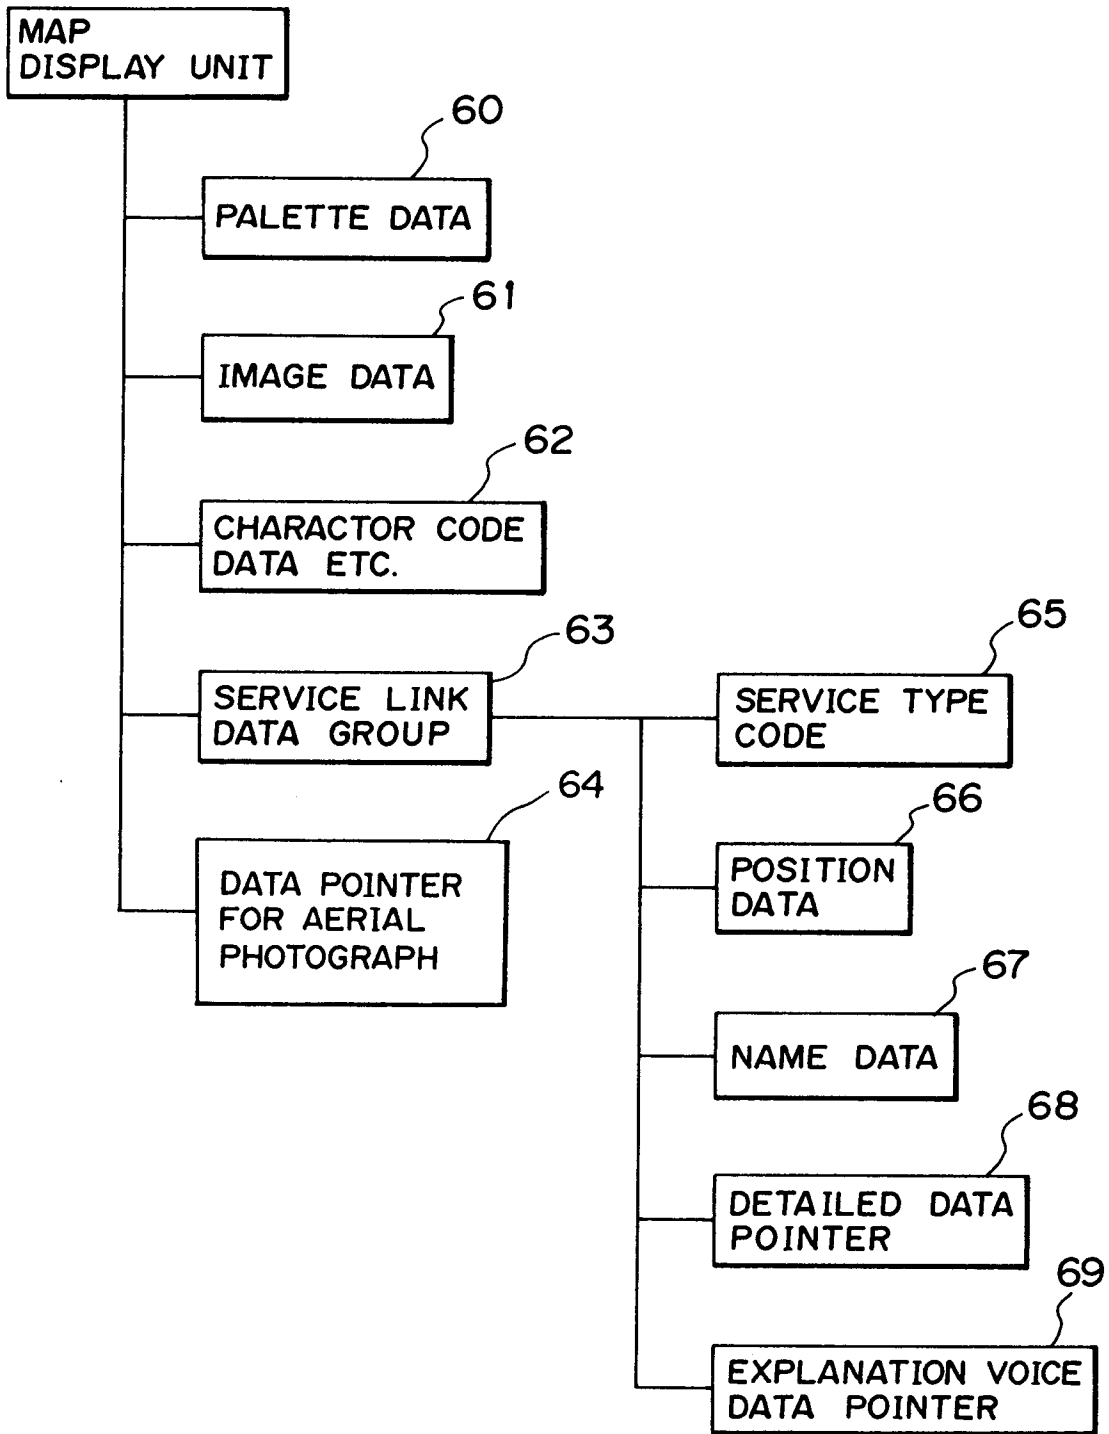 MAP
DISPLAY UNIT
60
PALETTE DATA
61
IMAGE DATA
62
CHARACTOR CODE
DATA ETC.
63
SERVICE LINK
DATA GROUP
64
DATA POINTER
FOR AERIAL
PHOTOGRAPH
65
SERVICE TYPE
CODE
66
POSITION
DATA
67
NAME DATA
68
DETAILED DATA
POINTER
69
EXPLANATION VOICE
DATA POINTER